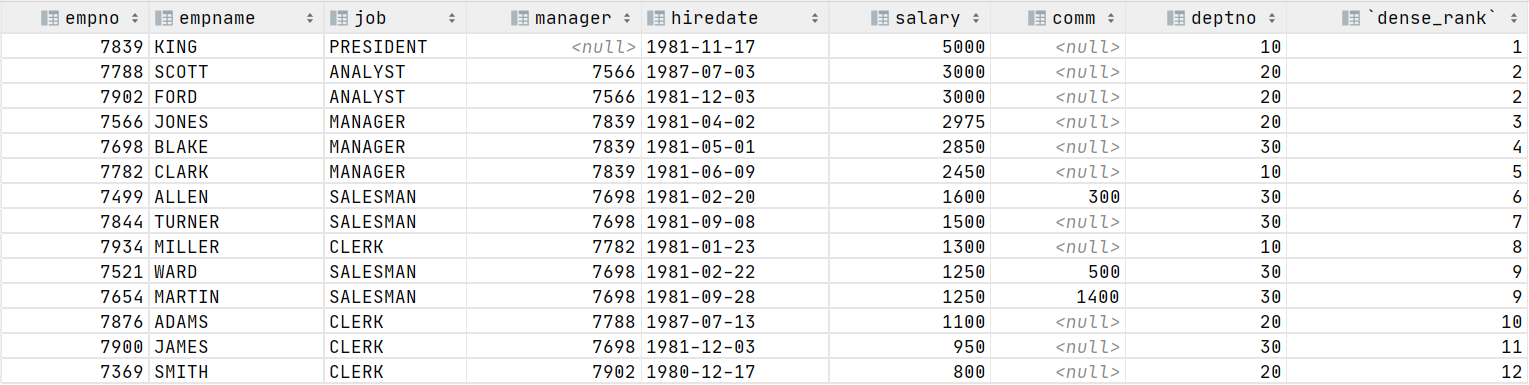 empno empname job manager hiredate salary comm deptno `dense_rank`
7839 KING PRESIDENT <null> 1981-11-17 5000 <null> 10 1
7788 SCOTT ANALYST 7566 1987-07-03 3000 <null> 20 2
7902 FORD ANALYST 7566 1981-12-03 3000 <null> 20 2
7566 JONES MANAGER 7839 1981-04-02 2975 <null> 20 3
7698 BLAKE MANAGER 7839 1981-05-01 2850 <null> 30 4
7782 CLARK MANAGER 7839 1981-06-09 2450 <null> 10 5
7499 ALLEN SALESMAN 7698 1981-02-20 1600 300 30 6
7844 TURNER SALESMAN 7698 1981-09-08 1500 <null> 30 7
7934 MILLER CLERK 7782 1981-01-23 1300 <null> 10 8
7521 WARD SALESMAN 7698 1981-02-22 1250 500 30 9
7654 MARTIN SALESMAN 7698 1981-09-28 1250 1400 30 9
7876 ADAMS CLERK 7788 1987-07-13 1100 <null> 20 10
7900 JAMES CLERK 7698 1981-12-03 950 <null> 30 11
7369 SMITH CLERK 7902 1980-12-17 800 <null> 20 12